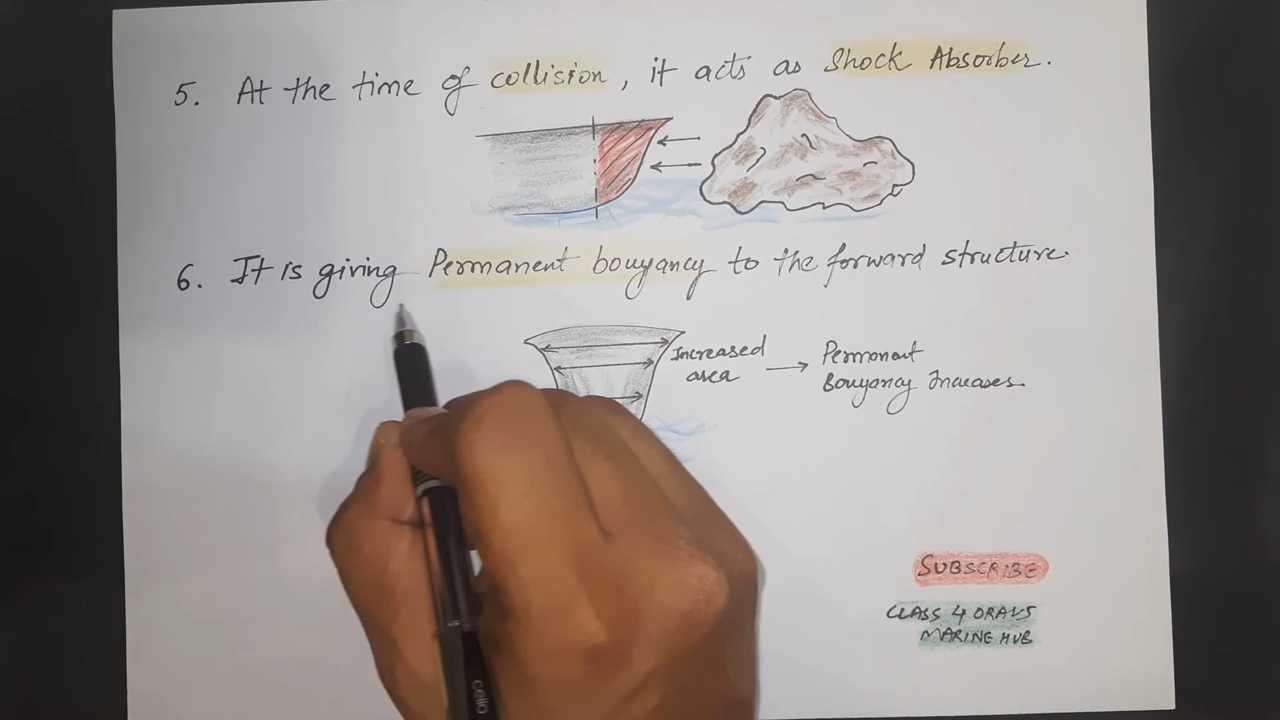 5. At the time of collision, it acts as Shock Absorber.
6. It is giving Permanent bouyancy to the forward structure.
Increased
area → Permanent
Bouyancy Increases
SUBSCRIBE
CLASS 4 ORALS
MARINE HUB
cello